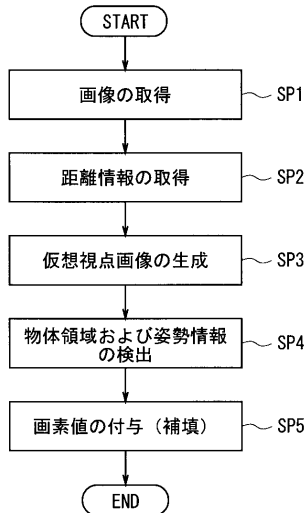 START
画像の取得
SP1
距離情報の取得
SP2
仮想視点画像の生成
SP3
物体領域および姿勢情報
の検出
SP4
画素値の付与（補填）
SP5
END